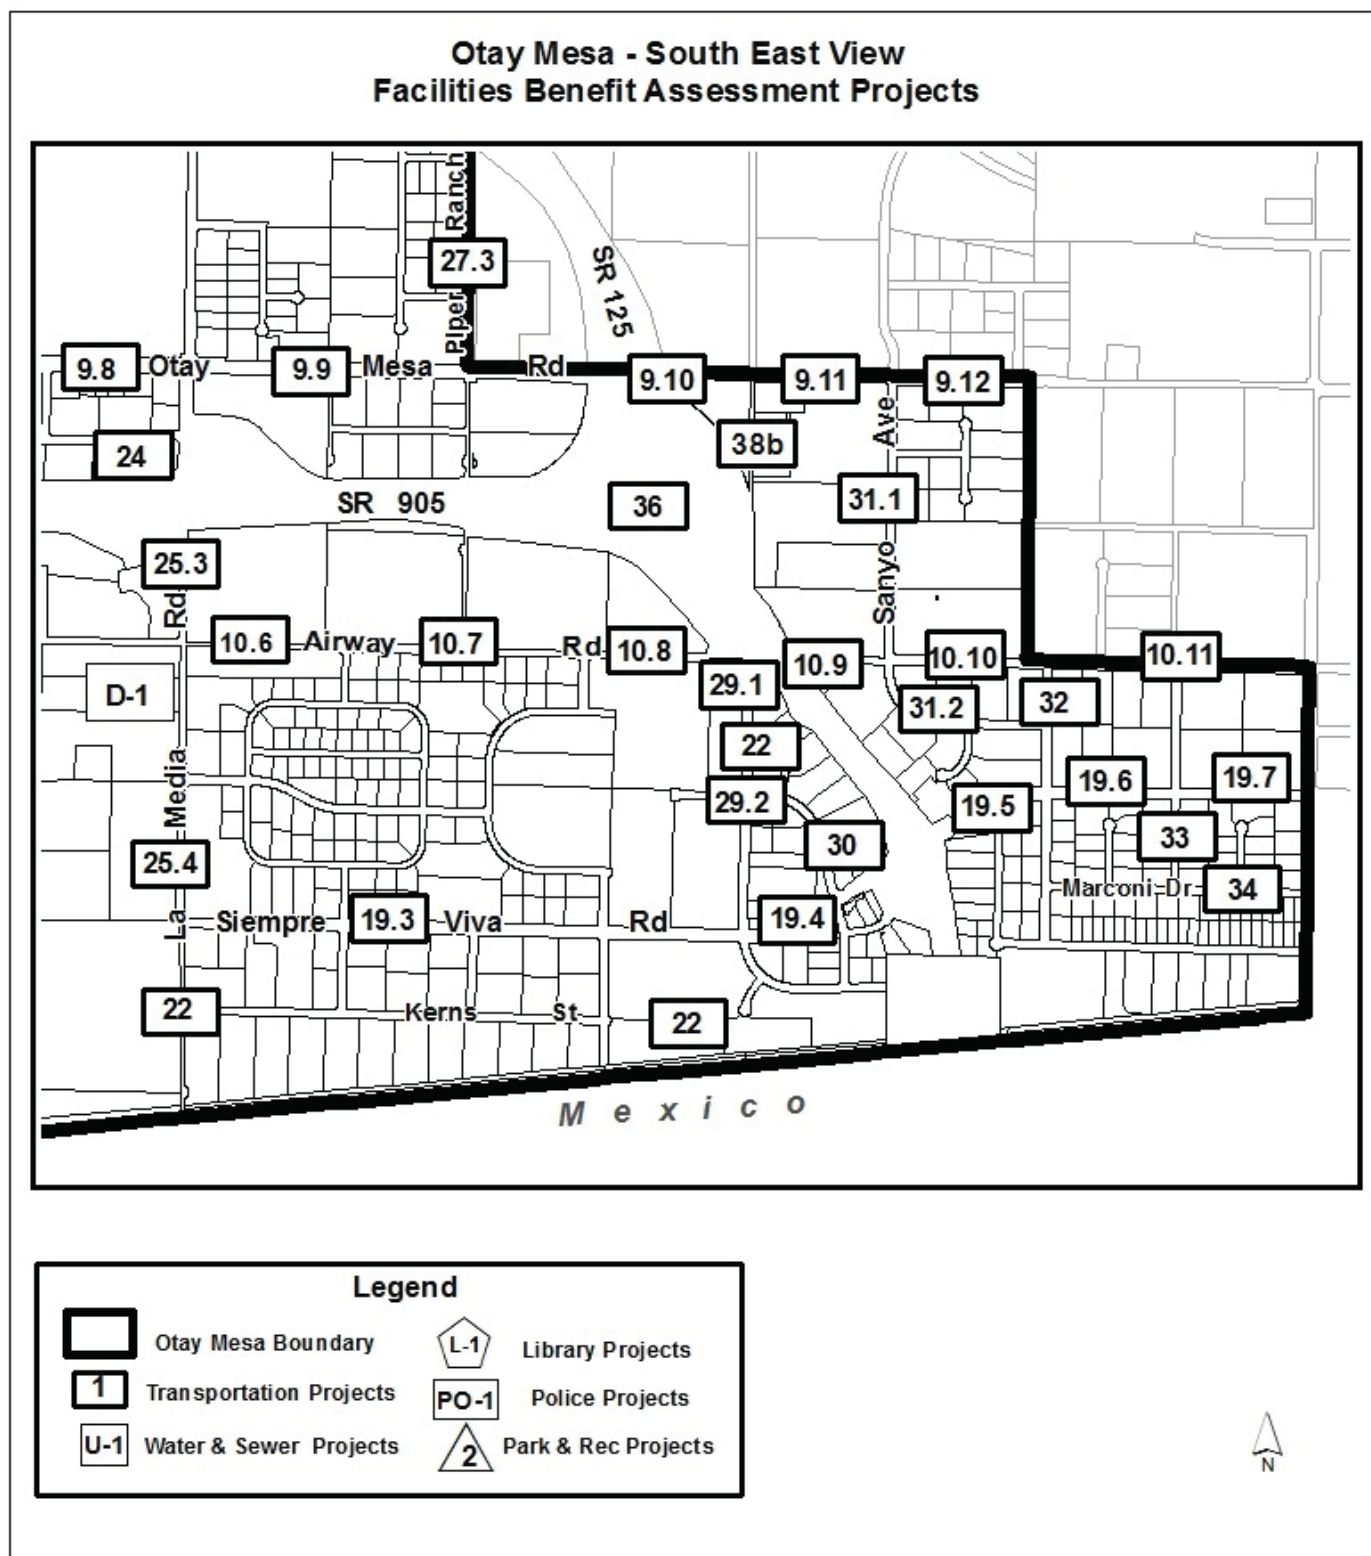 Otay Mesa - South East View
Facilities Benefit Assessment Projects
Piper Ranch
27.3
SR 125
9.8
Otay
9.9
Mesa
Rd
9.10
9.11
9.12
24
38b
Ave
SR 905
36
31.1
25.3
Rd
Sanyo
10.6
Airway
10.7
Rd
10.8
10.9
10.10
10.11
D-1
29.1
31.2
32
22
Media
29.2
19.5
19.6
19.7
25.4
30
33
Marconi Dr
34
La
Siempre
19.3
Viva
Rd
19.4
22
Kerns
St
22
Mexico
Legend
Otay Mesa Boundary
L-1
Library Projects
1
Transportation Projects
PO-1
Police Projects
U-1
Water & Sewer Projects
2
Park & Rec Projects
N